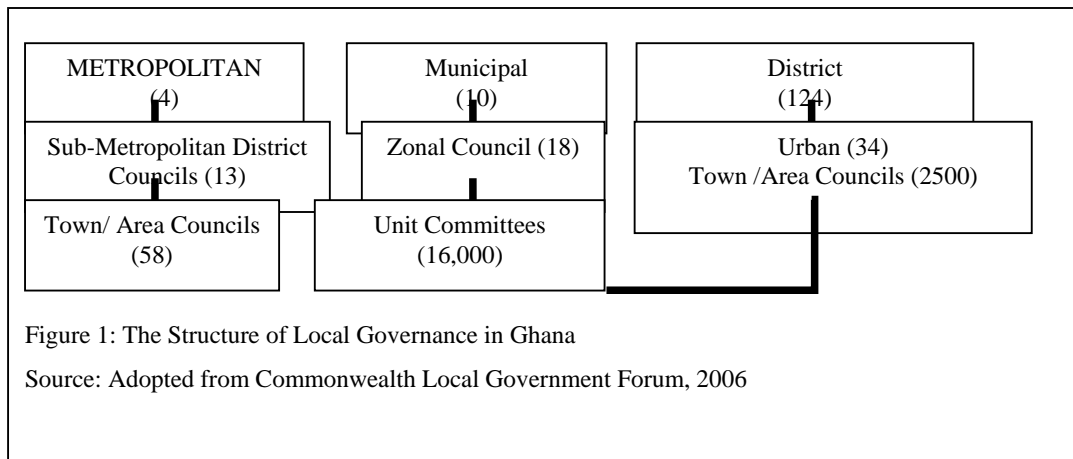 METROPOLITAN
(4)
Municipal
(10)
District
(124)
Sub-Metropolitan District
Councils (13)
Zonal Council (18)
Urban (34)
Town /Area Councils (2500)
Town/ Area Councils
(58)
Unit Committees
(16,000)
Figure 1: The Structure of Local Governance in Ghana
Source: Adopted from Commonwealth Local Government Forum, 2006